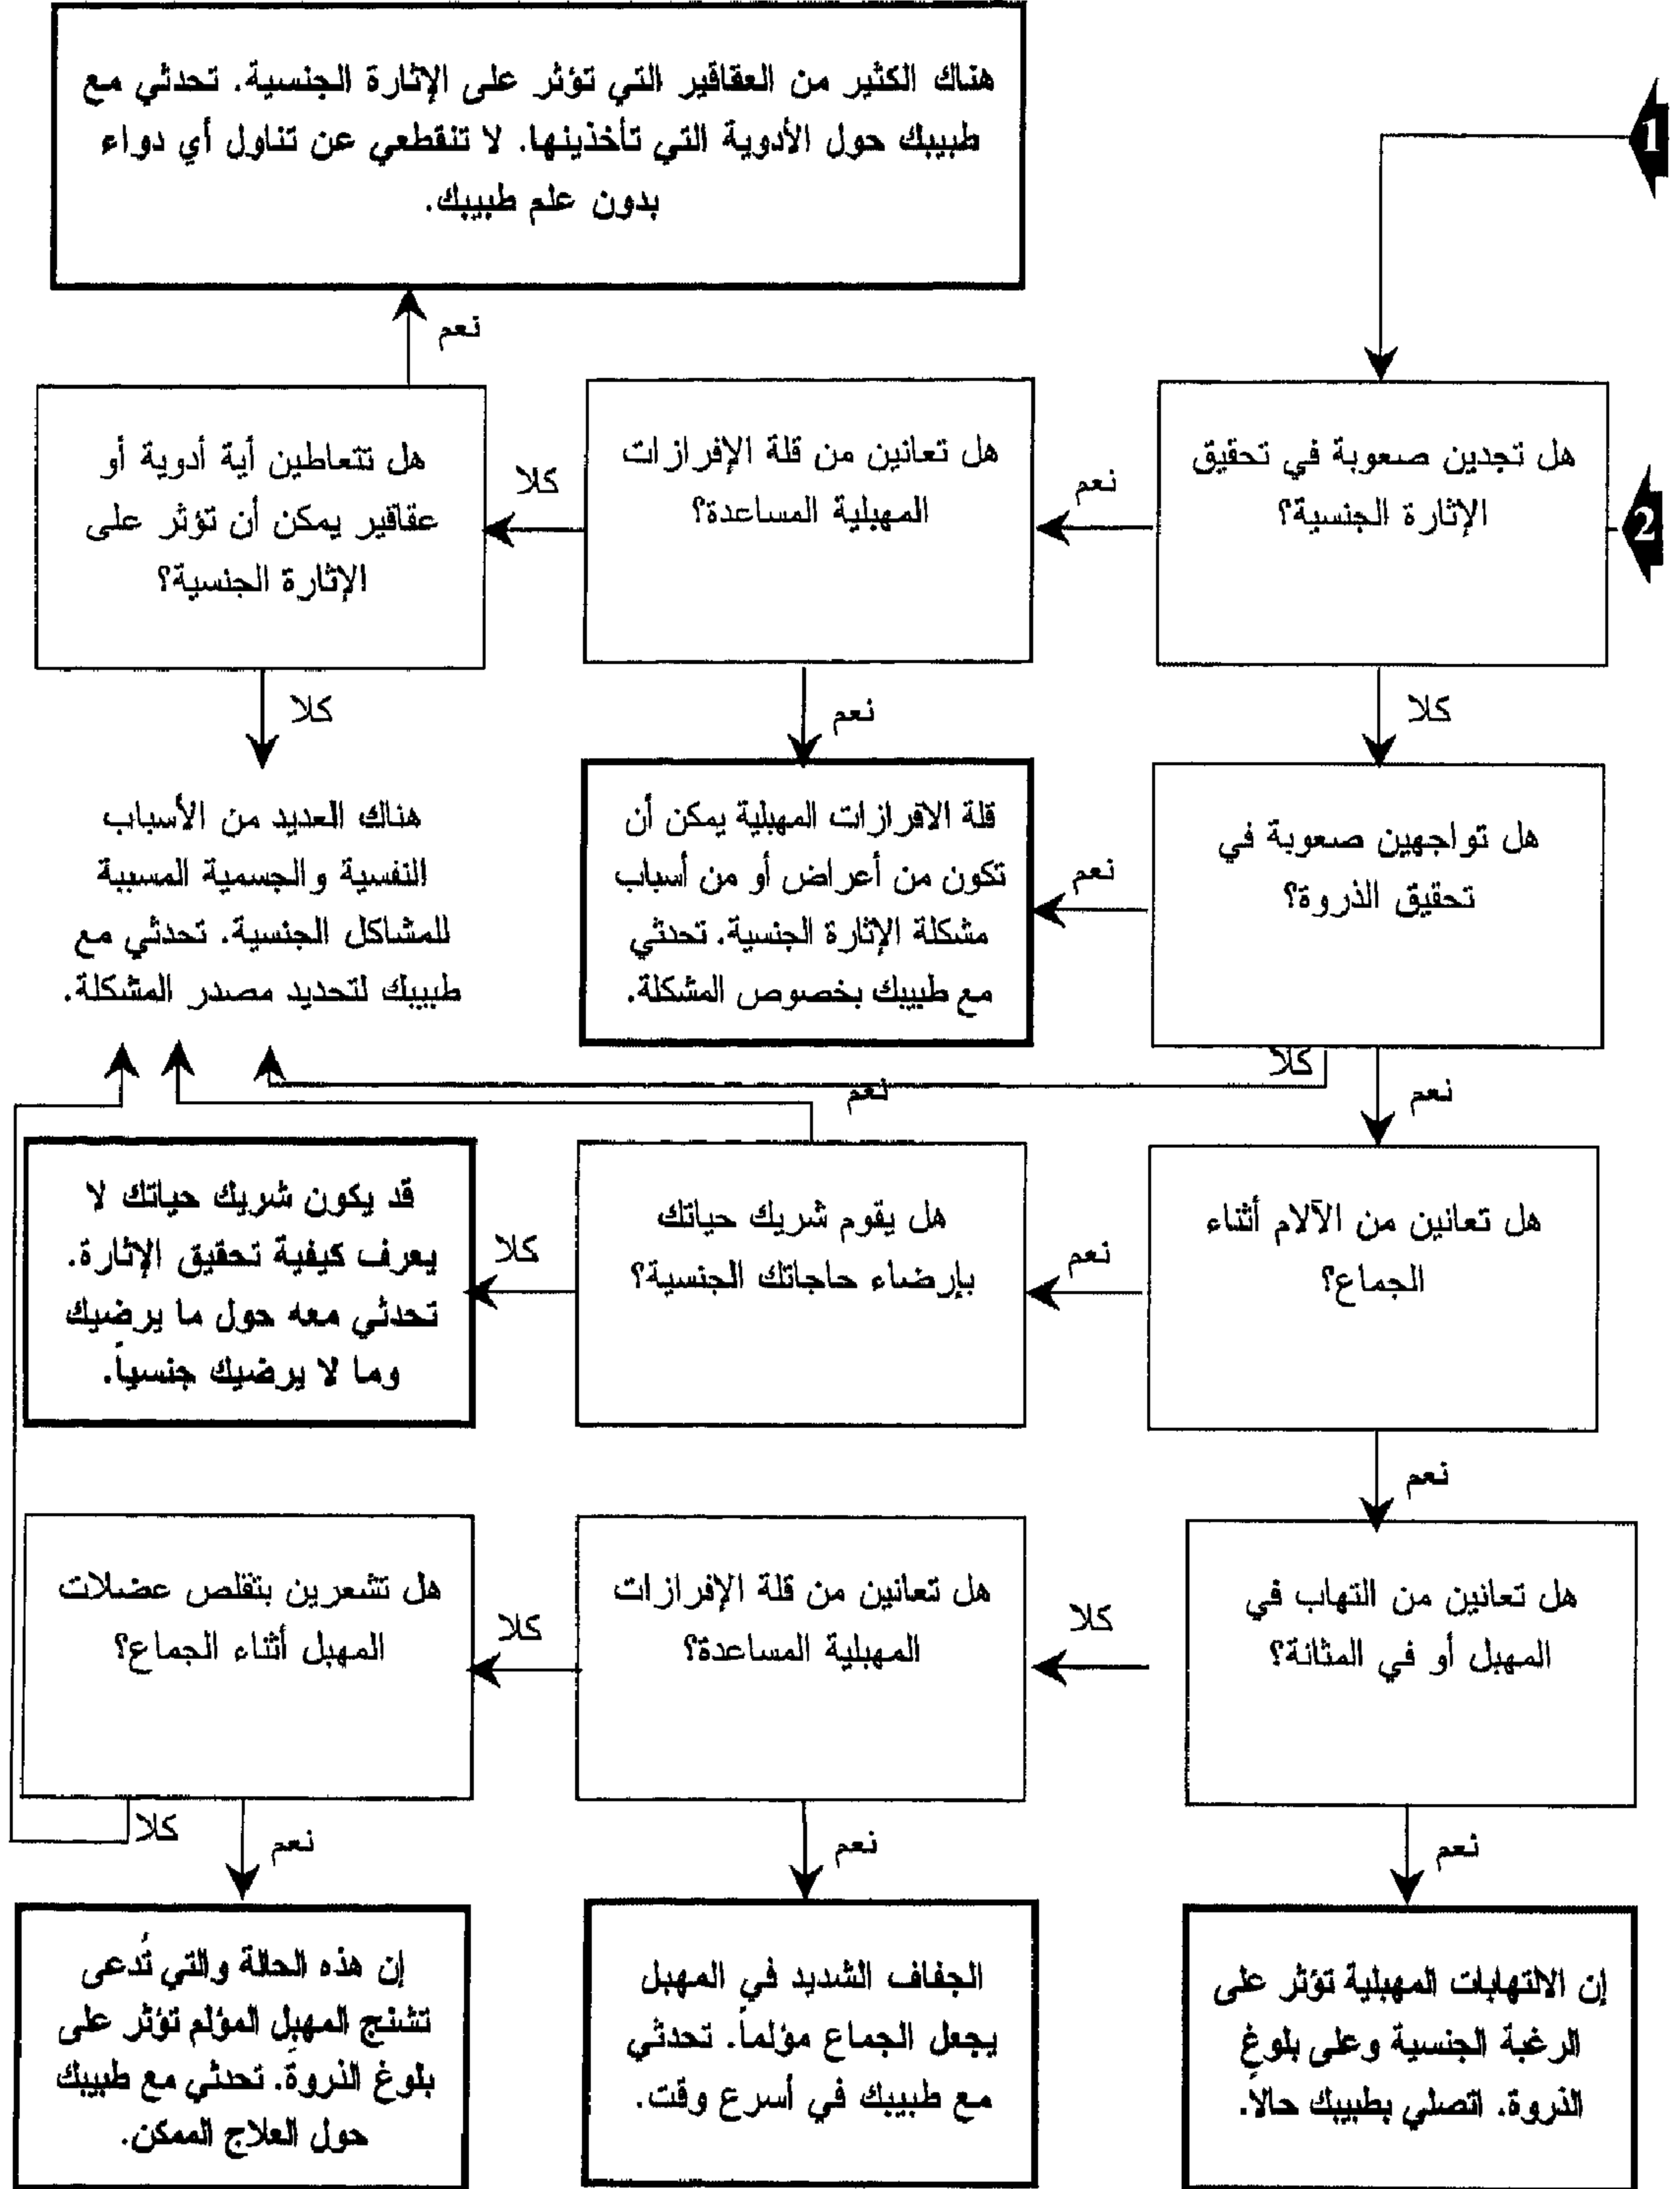 هناك الكثير من العقاقير التي تؤثر على الإثارة الجنسية. تحدثي مع
طبيبك حول الأدوية التي تأخذينها. لا تنقطعي عن تناول أي دواء
بدون علم طبيبك.
1
نعم
هل تجدين صعوبة في تحقيق
الإثارة الجنسية؟
2
نعم
هل تعانين من قلة الإفرازات
المهبلية المساعدة؟
كلا
هل تتعاطين أية أدوية أو
عقاقير يمكن أن تؤثر على
الإثارة الجنسية؟
كلا
نعم
كلا
هل تواجهين صعوبة في
تحقيق الذروة؟
نعم
قلة الافرازات المهبلية يمكن أن
تكون من أعراض أو من أسباب
مشكلة الإثارة الجنسية. تحدثي
مع طبيبك بخصوص المشكلة.
هناك العديد من الأسباب
النفسية والجسمية المسببة
للمشاكل الجنسية. تحدثي مع
طبيبك لتحديد مصدر المشكلة.
كلا
نعم
نعم
هل تعانين من الآلام أثناء
الجماع؟
نعم
هل يقوم شريك حياتك
بإرضاء حاجاتك الجنسية؟
كلا
قد يكون شريك حياتك لا
يعرف كيفية تحقيق الإثارة.
تحدثي معه حول ما يرضيك
وما لا يرضيك جنسياً.
نعم
هل تعانين من التهاب في
المهبل أو في المثانة؟
كلا
هل تعانين من قلة الإفرازات
المهبلية المساعدة؟
كلا
هل تشعرين بتقلص عضلات
المهبل أثناء الجماع؟
نعم
نعم
نعم
كلا
إن الالتهابات المهبلية تؤثر على
الرغبة الجنسية وعلى بلوغ
الذروة. اتصلي بطبيبك حالاً.
الجفاف الشديد في المهبل
يجعل الجماع مؤلماً. تحدثي
مع طبيبك في أسرع وقت.
إن هذه الحالة والتي تُدعى
تشنج المهبل المؤلم تؤثر على
بلوغ الذروة. تحدثي مع طبيبك
حول العلاج الممكن.